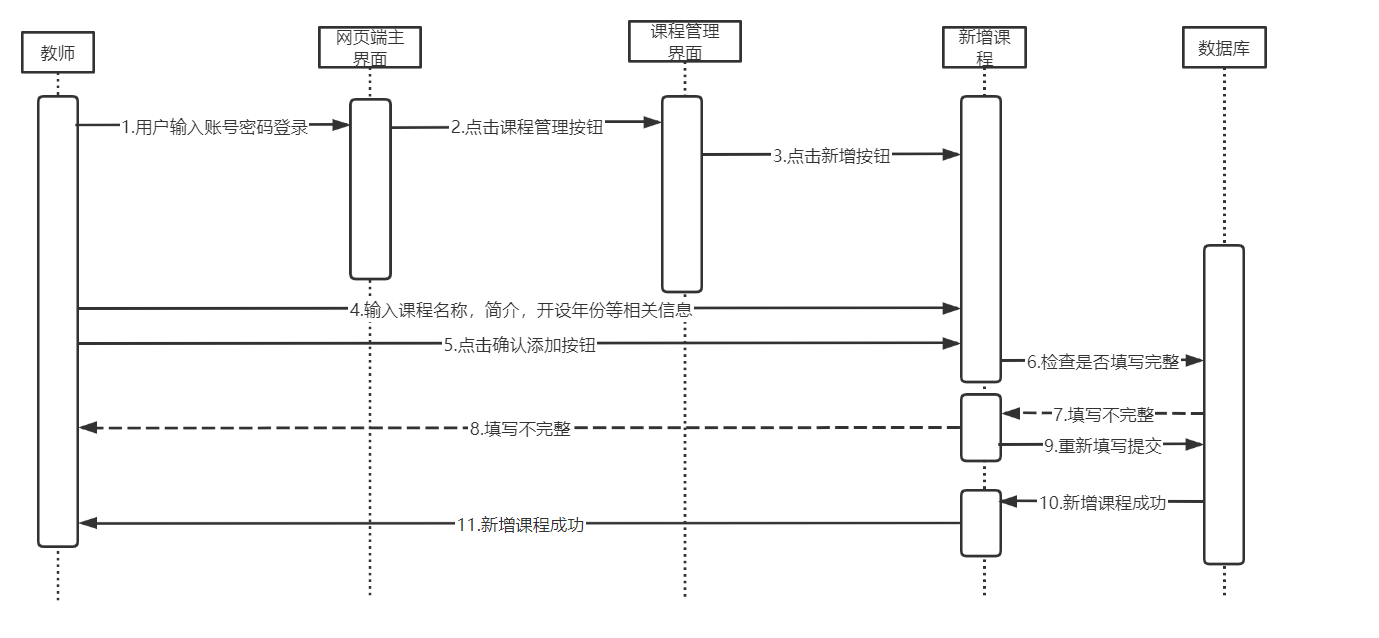 教师
网页端主
界面
课程管理
界面
新增课
程
数据库
1.用户输入账号密码登录
2.点击课程管理按钮
3.点击新增按钮
4.输入课程名称，简介，开设年份等相关信息
5.点击确认添加按钮
6.检查是否填写完整
7.填写不完整
8.填写不完整
9.重新填写提交
10.新增课程成功
11.新增课程成功